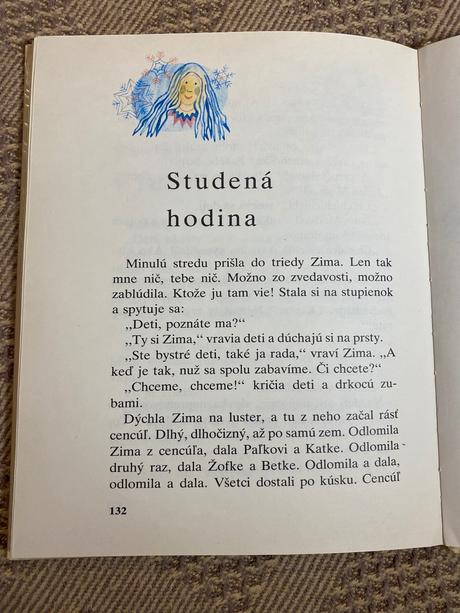 Studená
hodina
Minulú stredu prišla do triedy Zima. Len tak
mne nič, tebe nič. Možno zo zvedavosti, možno
zablúdila. Ktože ju tam vie! Stala si na stupienok
a spytuje sa:
„Deti, poznáte ma?“
„Ty si Zima,“ vravia deti a dúchajú si na prsty.
„Ste bystré deti, také ja rada,“ vraví Zima. „A
keď je tak, nuž sa spolu zabavíme. Či chcete?“
„Chceme, chceme!“ kričia deti a drkocú zu-
bami.
Dýchla Zima na luster, a tu z neho začal rásť
cencúľ. Dlhý, dlhočizný, až po samú zem. Odlomila
Zima z cencúľa, dala Paľkovi a Katke. Odlomila
druhý raz, dala Žofke a Betke. Odlomila a dala,
odlomila a dala. Všetci dostali po kúsku. Cencúľ
132